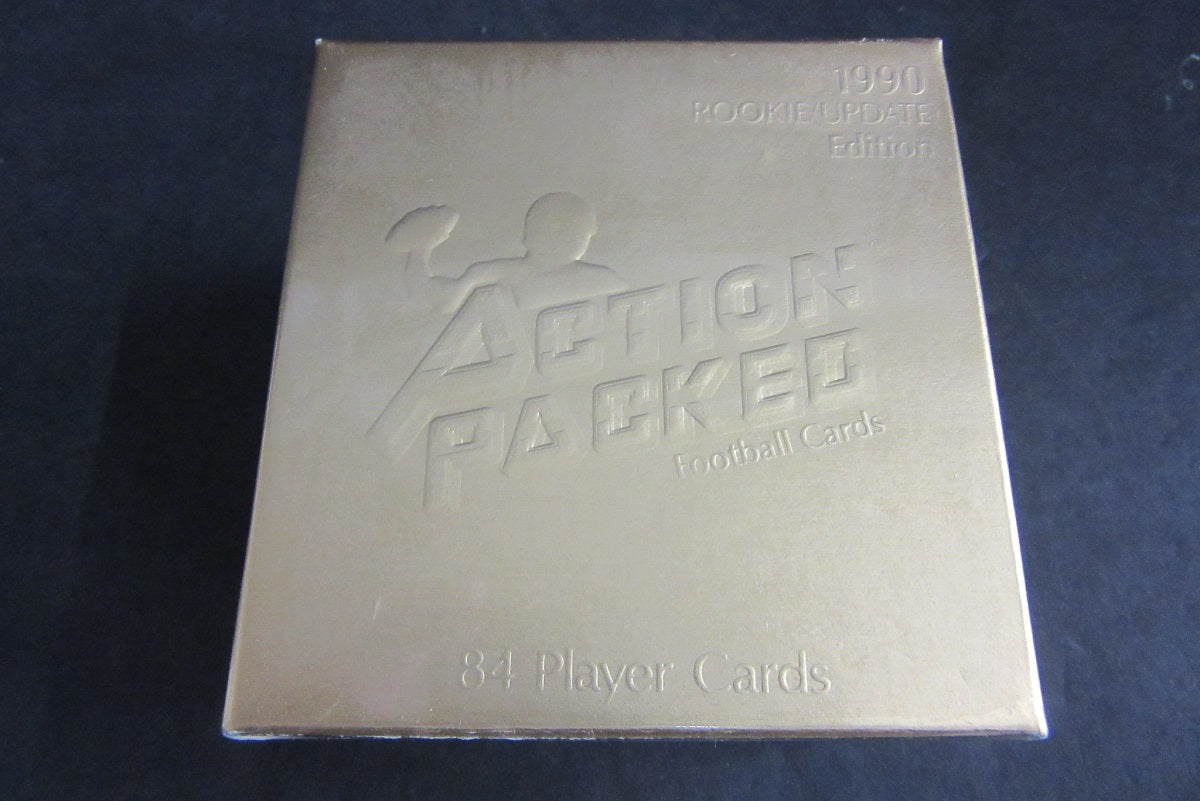 1990
ROOKIE/UPDATE
Edition
ACTION
PACKED
Football Cards
84 Player Cards